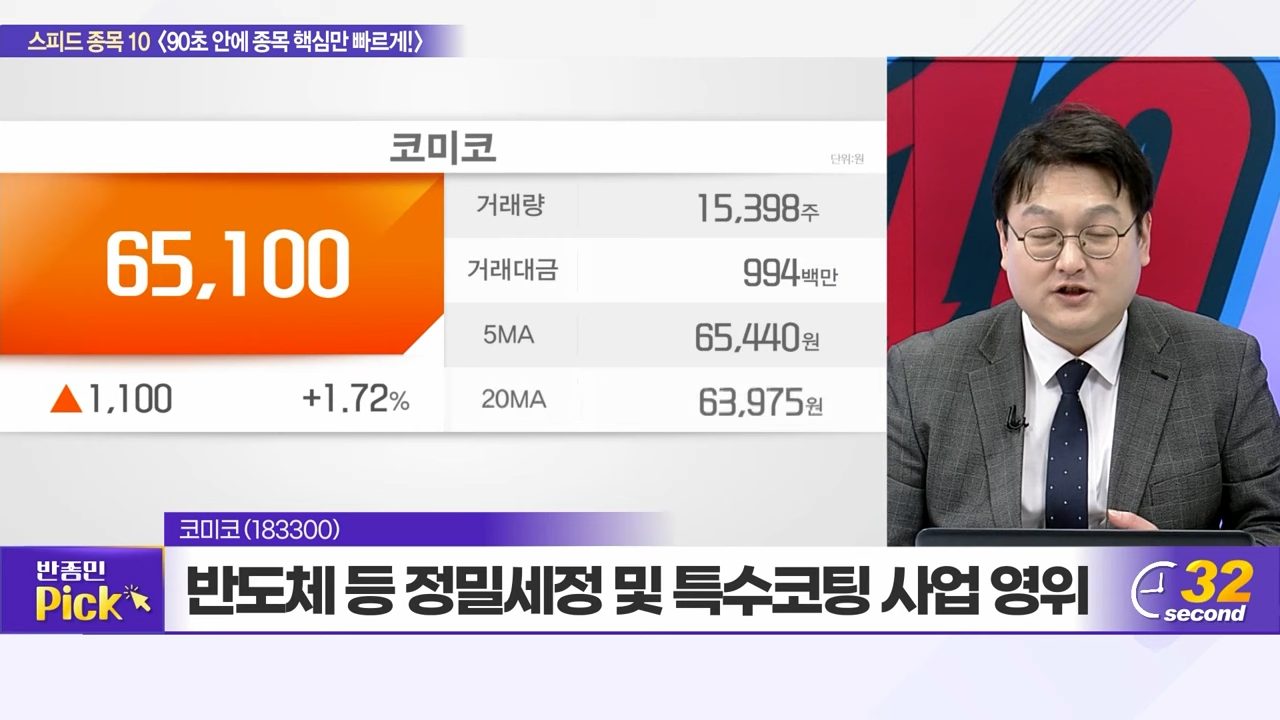 스피드 종목 10 〈90초 안에 종목 핵심만 빠르게!〉
코미코
단위:원
65,100
▲1,100 +1.72%
거래량 15,398주
거래대금 994백만
5MA 65,440원
20MA 63,975원
10
코미코(183300)
반종민
Pick
반도체 등 정밀세정 및 특수코팅 사업 영위
32
second